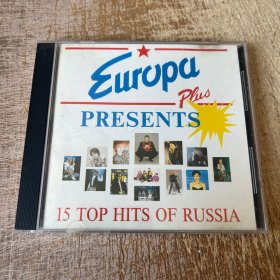 Europa
Plus
PRESENTS
15 TOP HITS OF RUSSIA